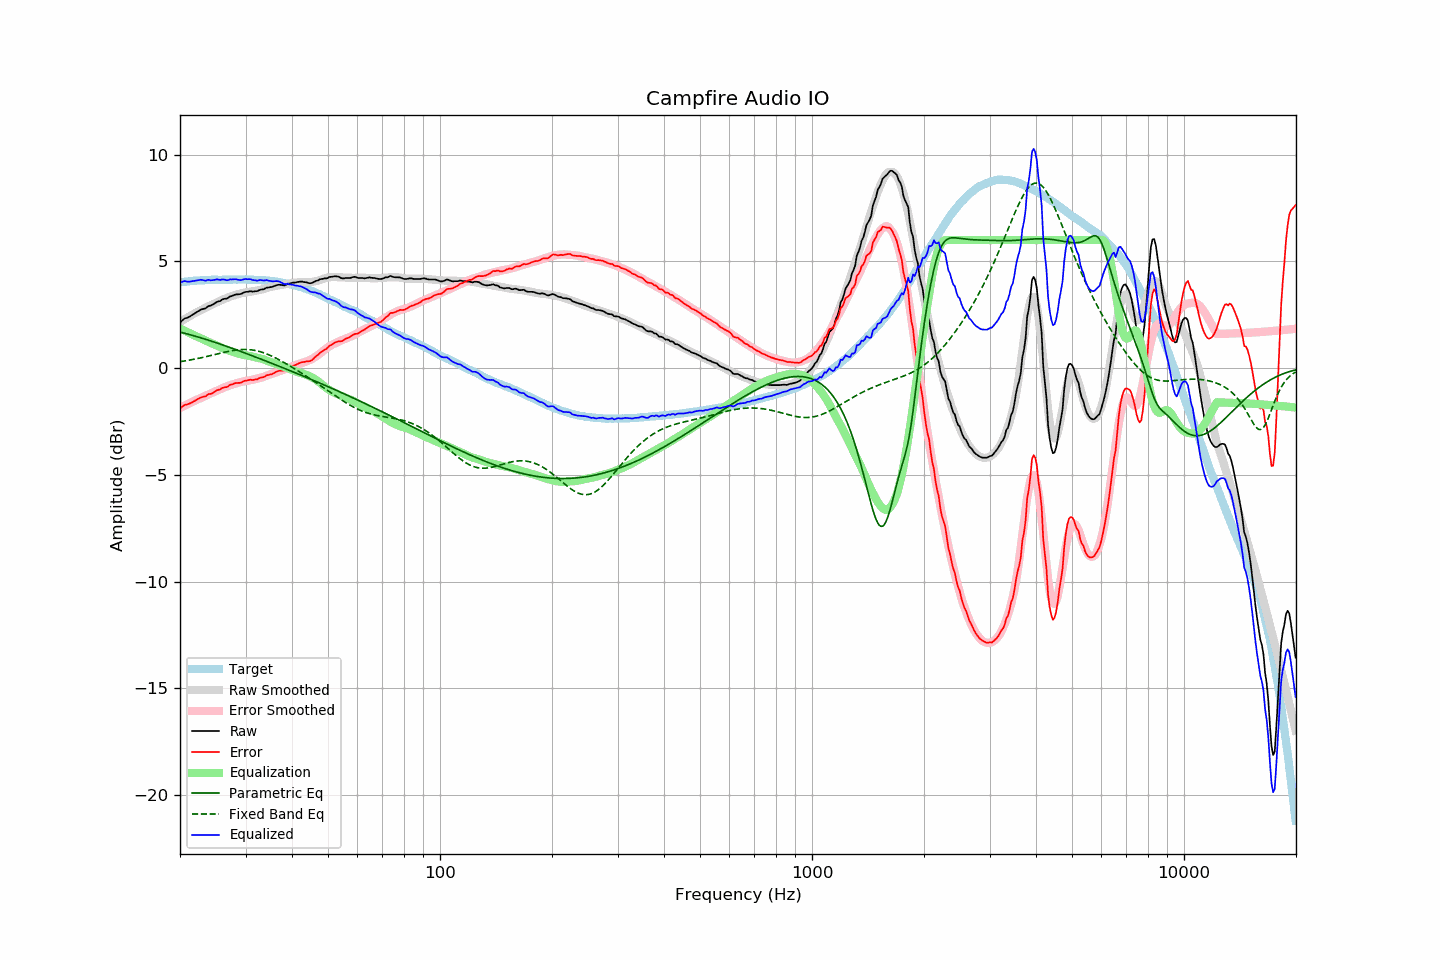 Campfire Audio IO
Amplitude (dBr)
10
5
0
−5
−10
−15
−20
Target
Raw Smoothed
Error Smoothed
Raw
Error
Equalization
Parametric Eq
Fixed Band Eq
Equalized
100
1000
10000
Frequency (Hz)